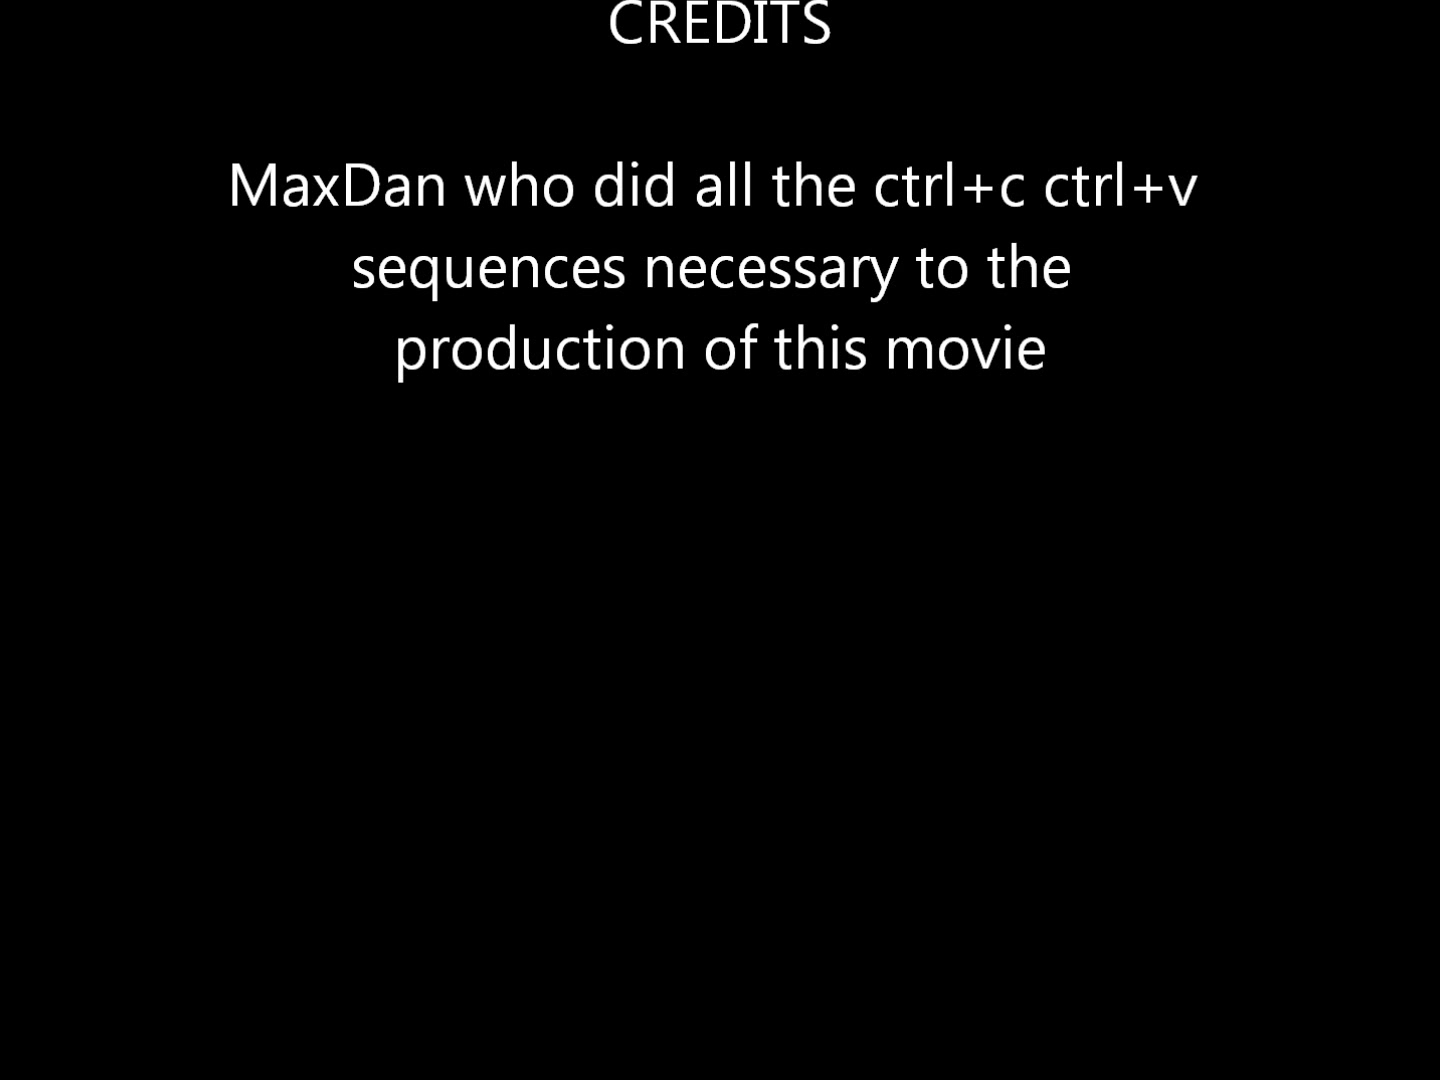 CREDITS
MaxDan who did all the ctrl+c ctrl+v
sequences necessary to the
production of this movie